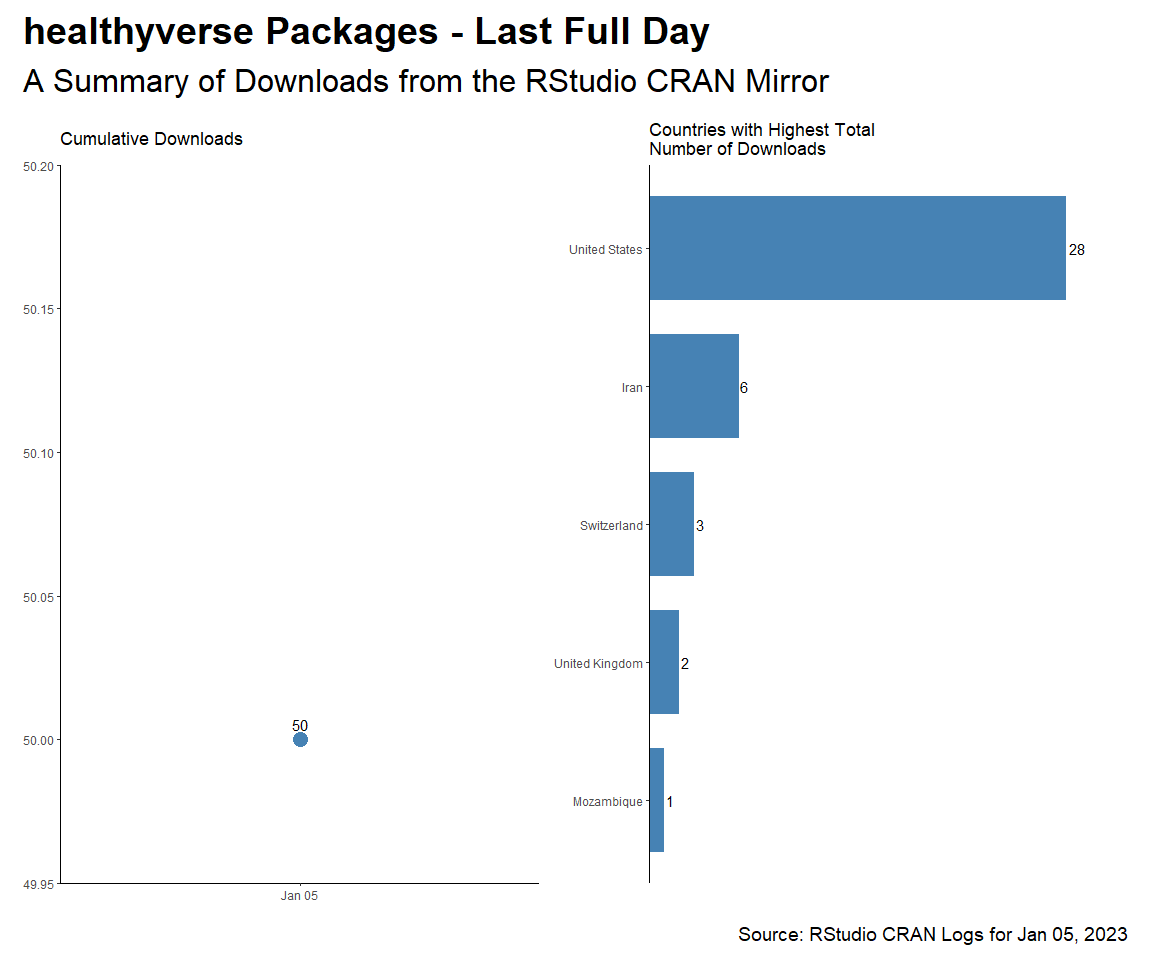 healthyverse Packages - Last Full Day
A Summary of Downloads from the RStudio CRAN Mirror
Cumulative Downloads
50.20
50.15
50.10
50.05
50.00
49.95
50
Jan 05
Countries with Highest Total
Number of Downloads
United States
28
Iran
6
Switzerland
3
United Kingdom
2
Mozambique
1
Source: RStudio CRAN Logs for Jan 05, 2023